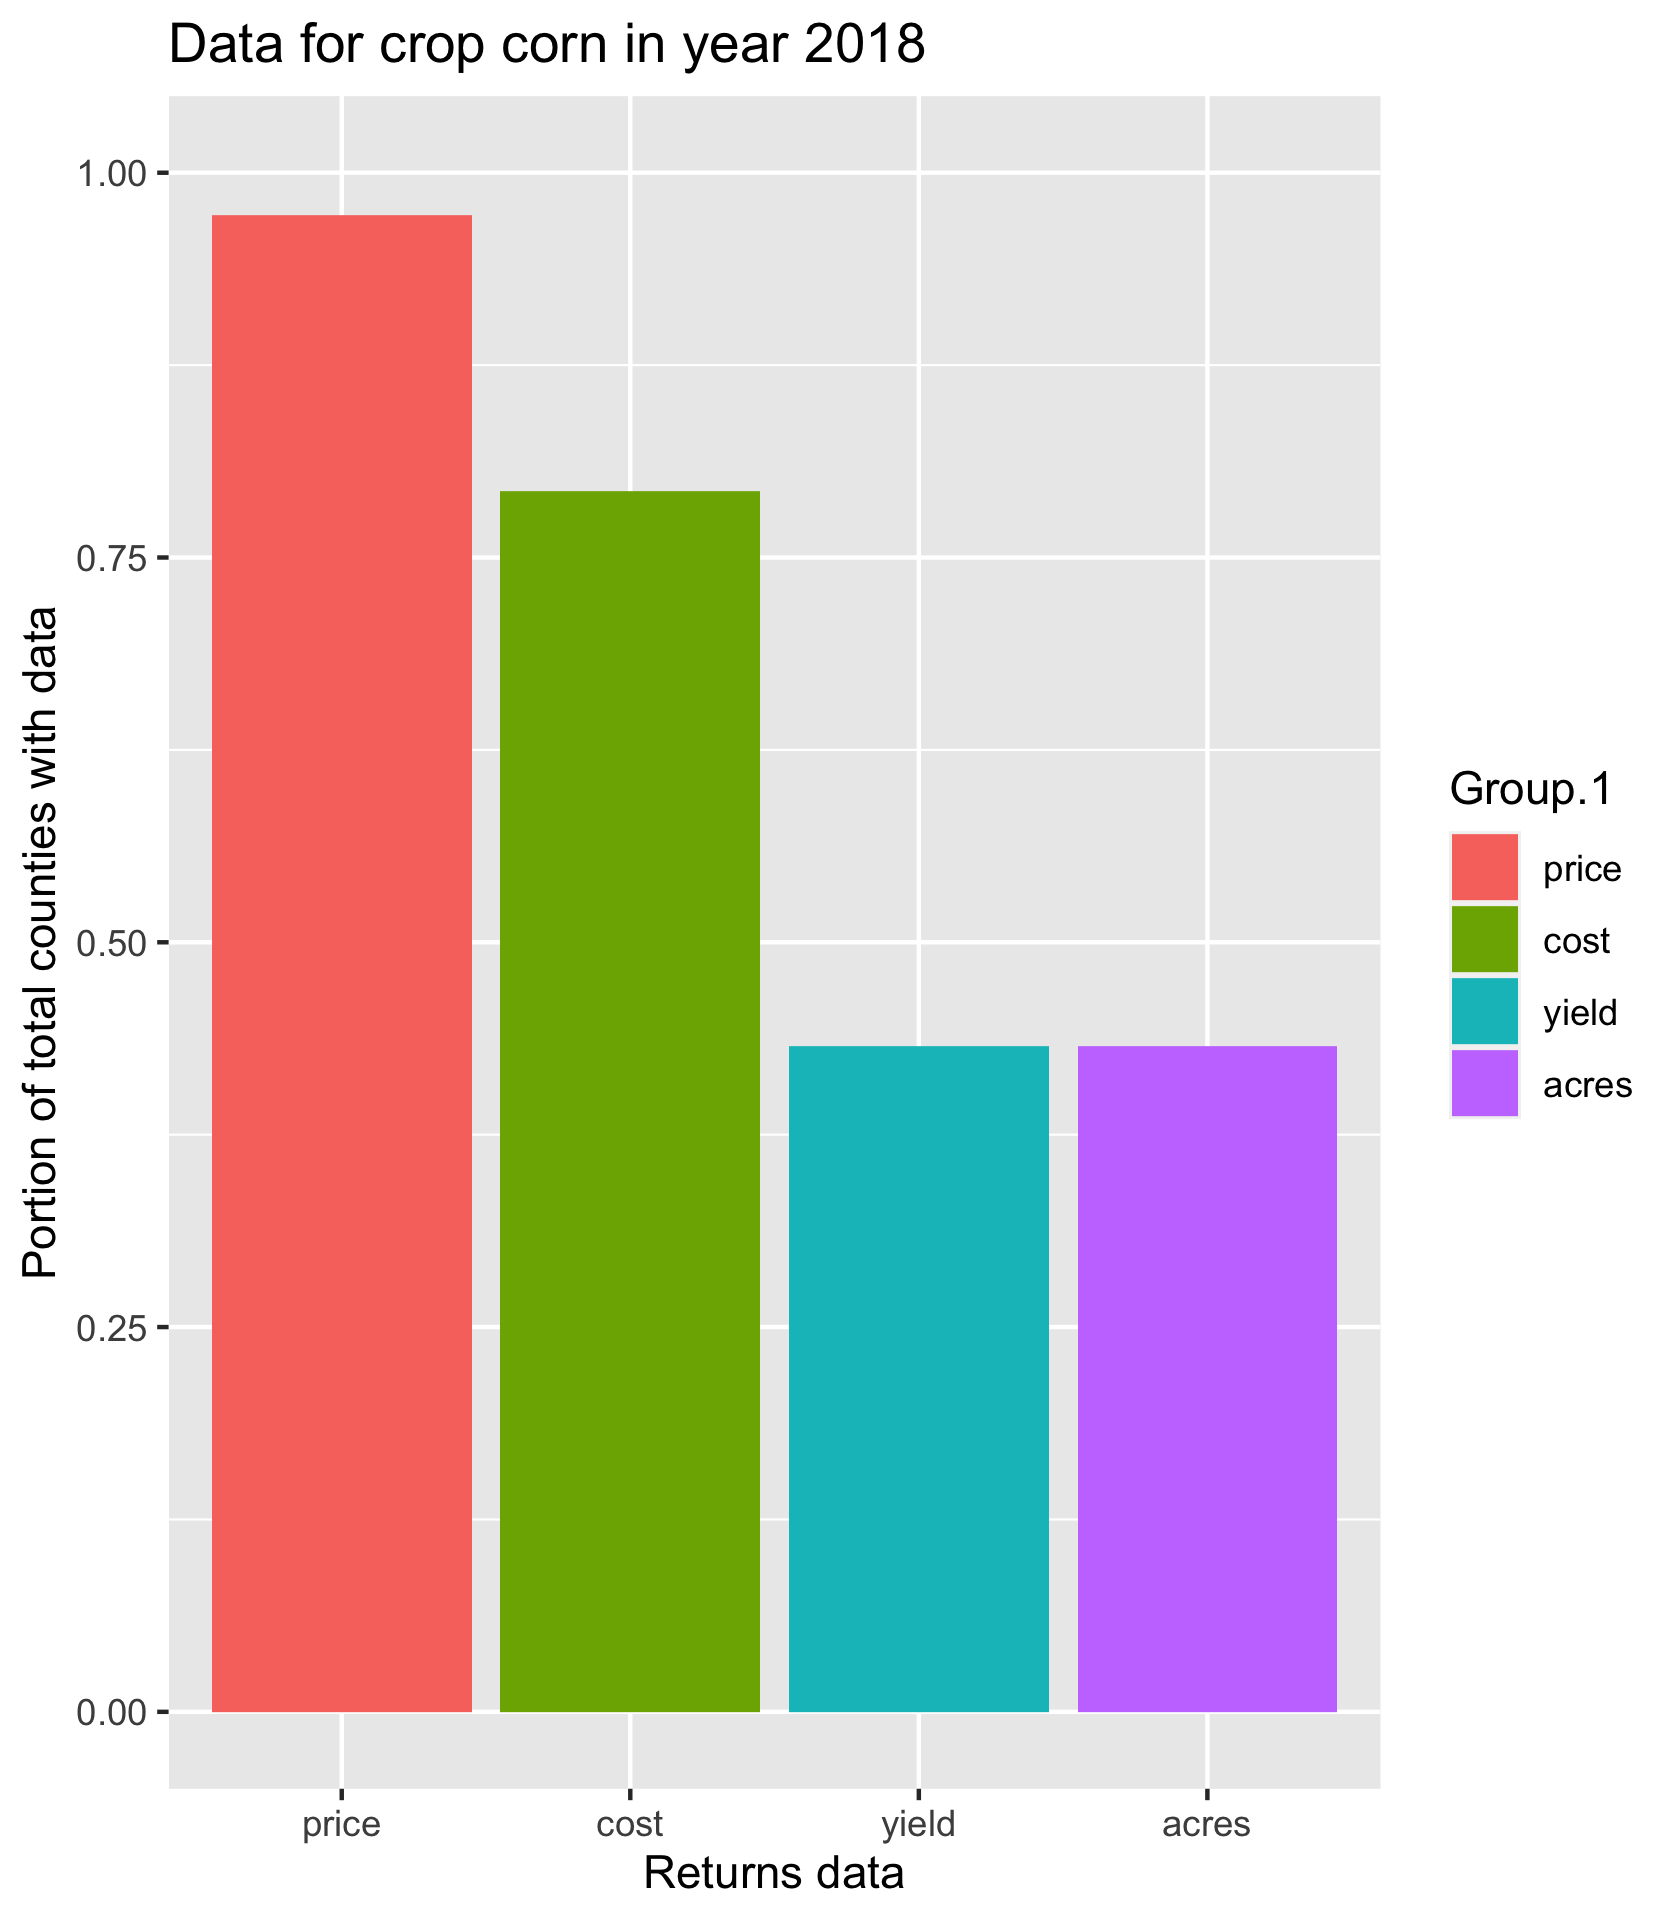 Data for crop corn in year 2018
Portion of total counties with data
1.00
0.75
0.50
0.25
0.00
price
cost
yield
acres
Returns data
Group.1
price
cost
yield
acres